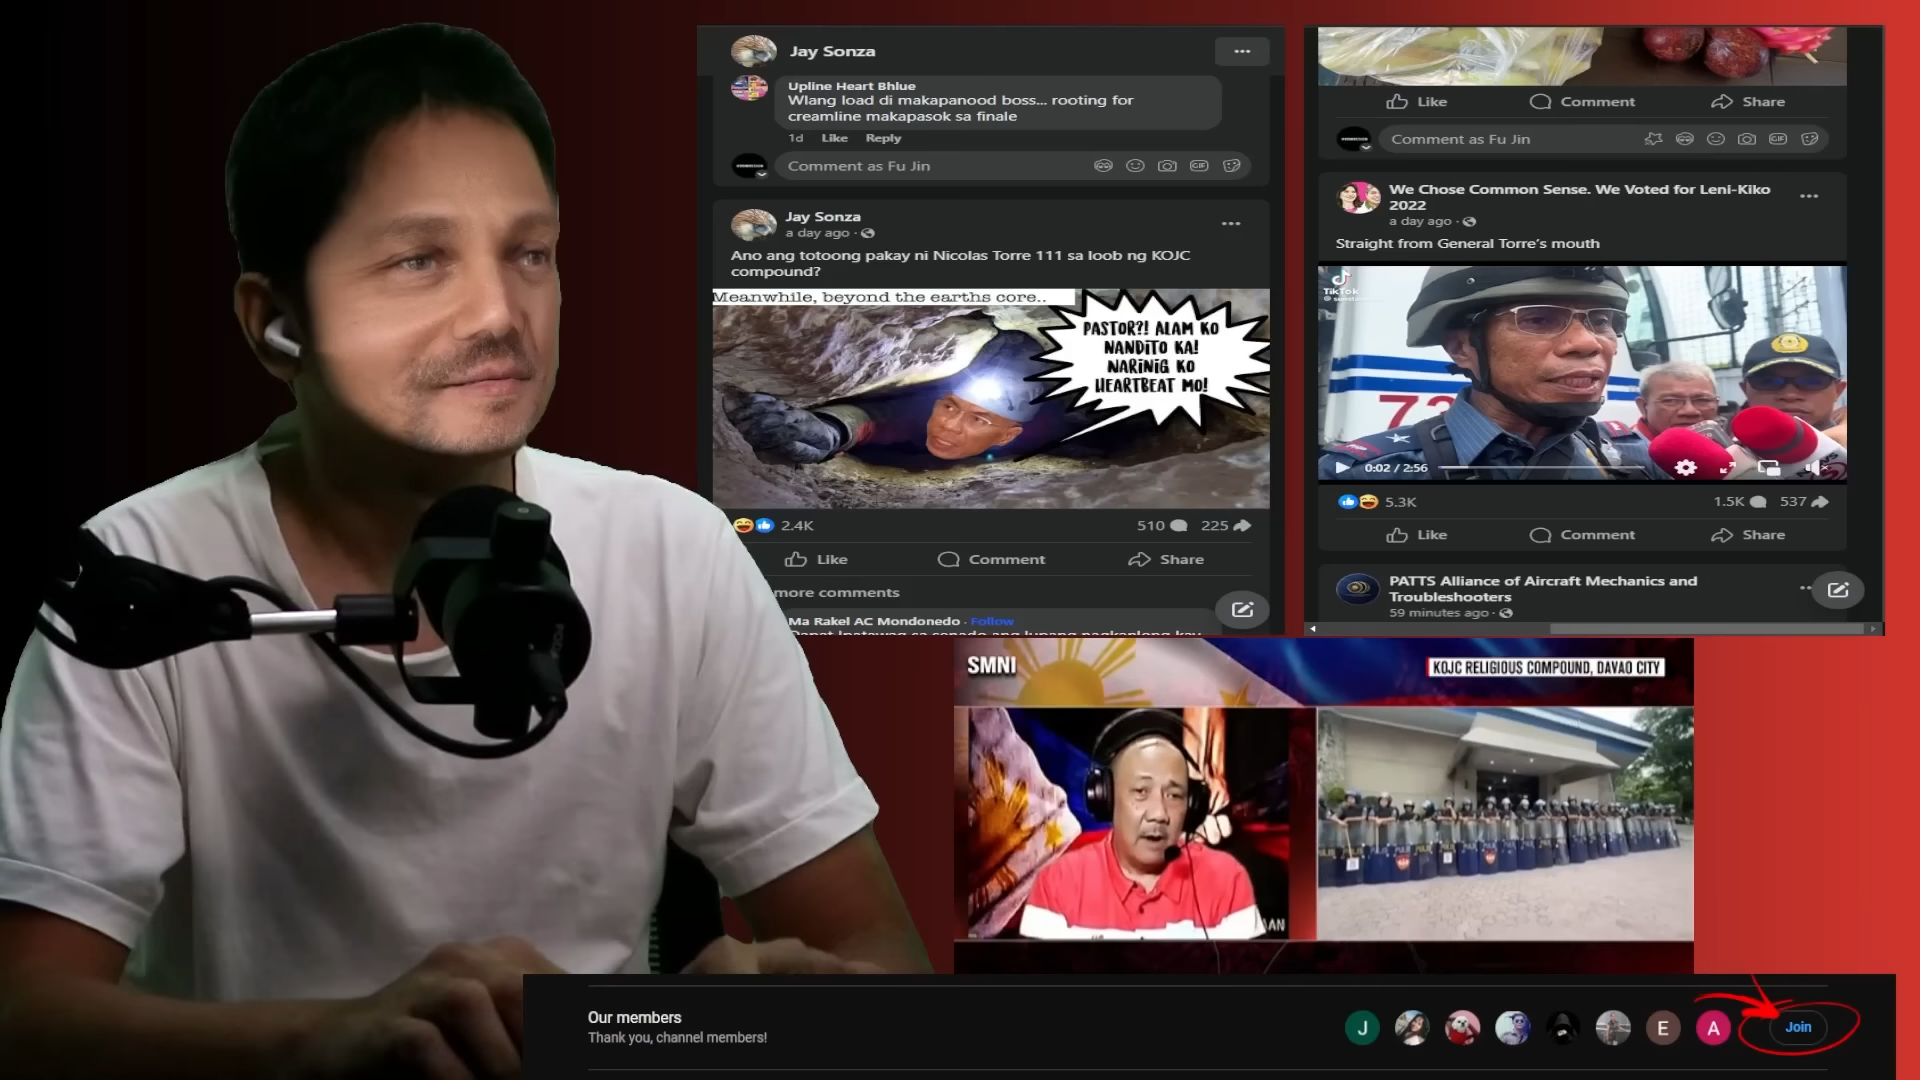 Jay Sonza
Upline Heart Bhlue
Wlang load di makapanood boss... rooting for
creamline makapasok sa finale
1d Like Reply
Comment as Fu Jin
GIF
Jay Sonza
a day ago ·
Ano ang totoong pakay ni Nicolas Torre 111 sa loob ng KOJC
compound?
Meanwhile, beyond the earths core..
PASTOR?! ALAM KO
NANDITO KA!
NARINIG KO
HEARTBEAT MO!
2.4K
510 225
Like Comment Share
more comments
Ma Rakel AC Mondonedo · Follow
Like Comment Share
Comment as Fu Jin
GIF
We Chose Common Sense. We Voted for Leni-Kiko
2022
a day ago ·
Straight from General Torre's mouth
TikTok
73
0:02 / 2:56
5.3K
1.5K 537
Like Comment Share
PATTS Alliance of Aircraft Mechanics and
Troubleshooters
59 minutes ago ·
SMNI
KOJC RELIGIOUS COMPOUND, DAVAO CITY
Our members
Thank you, channel members!
J
E
A
Join